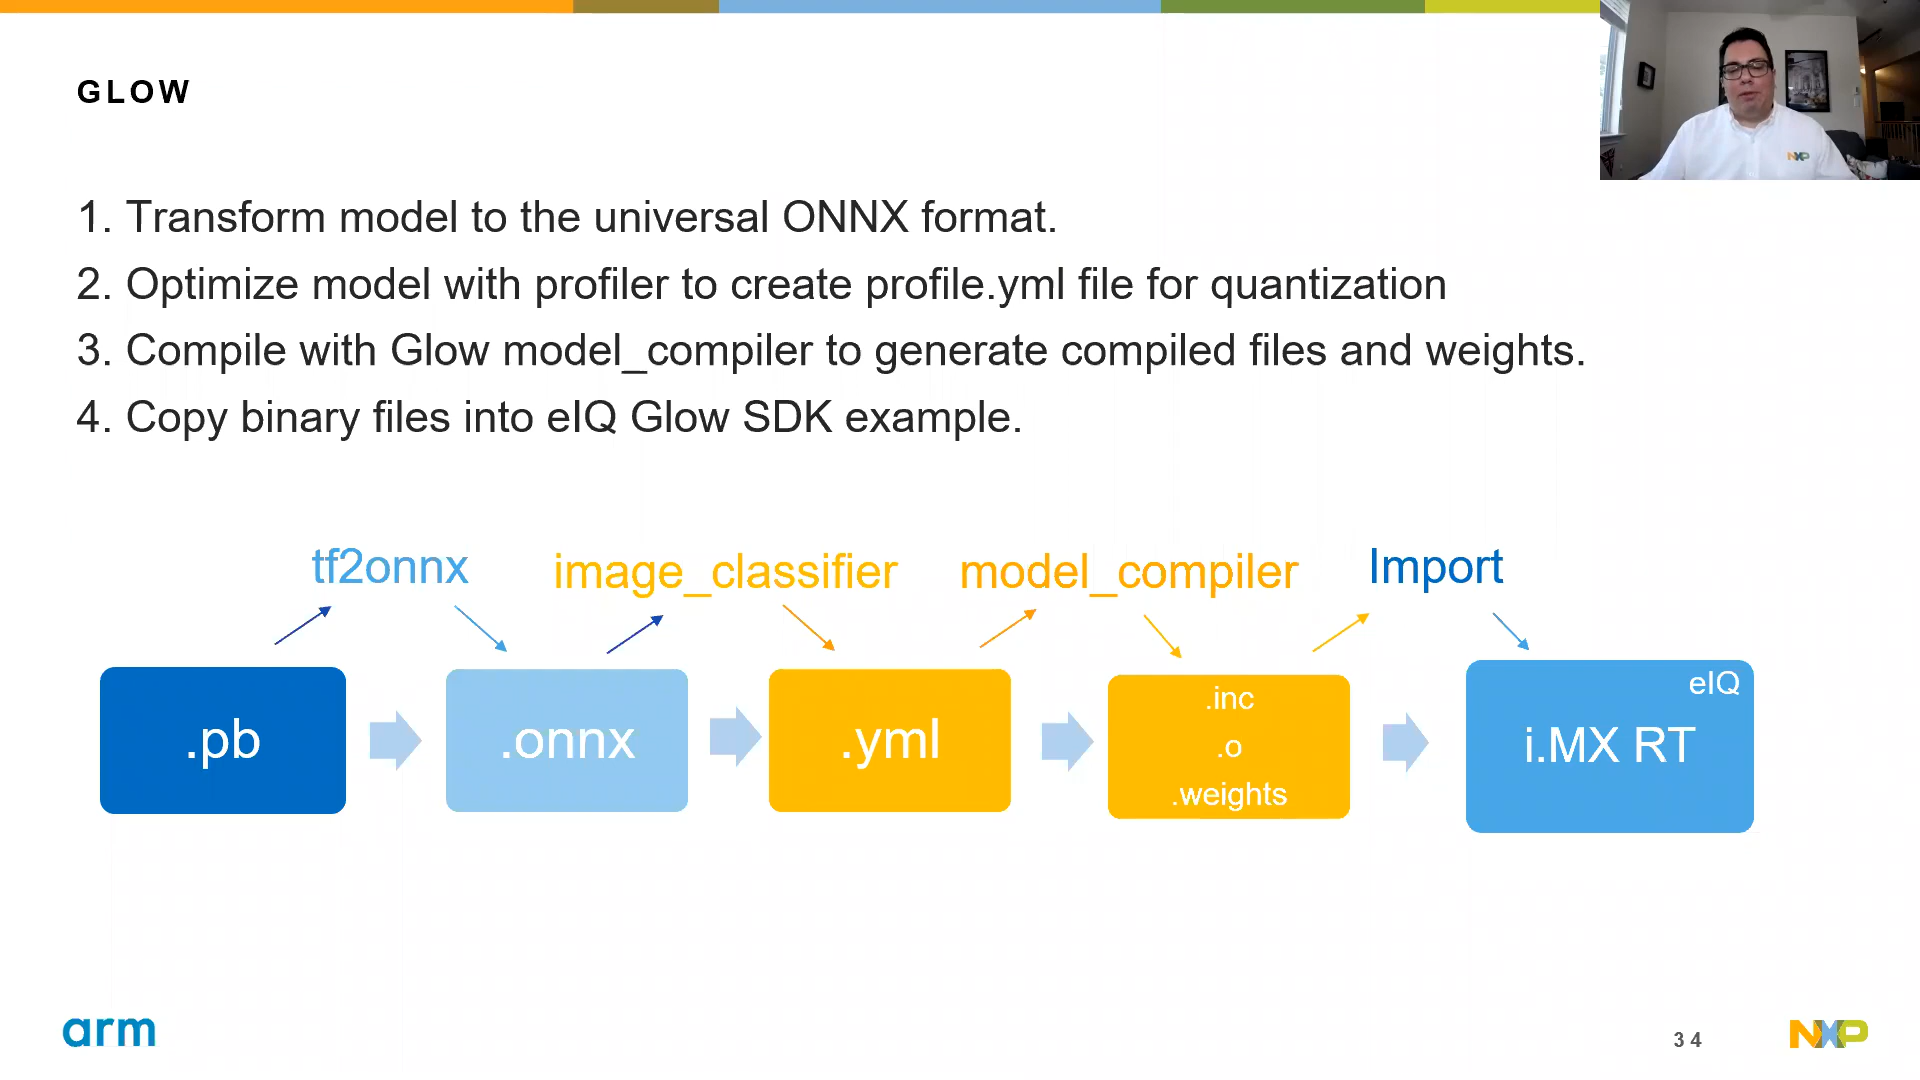 GLOW
1. Transform model to the universal ONNX format.
2. Optimize model with profiler to create profile.yml file for quantization
3. Compile with Glow model_compiler to generate compiled files and weights.
4. Copy binary files into eIQ Glow SDK example.
tf2onnx
image_classifier
model_compiler
Import
.pb
.onnx
.yml
.inc
.o
.weights
eIQ
i.MX RT
arm
34
NXP
NXP